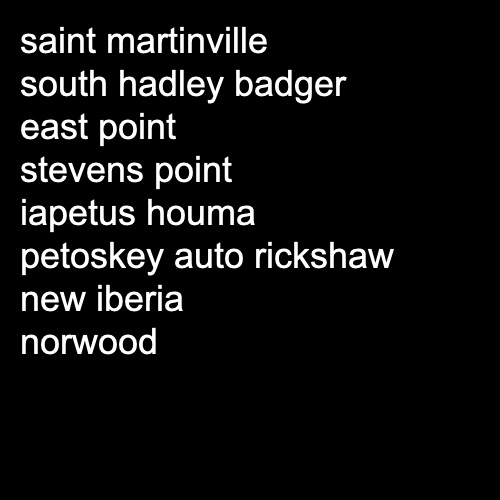 saint martinville
south hadley badger
east point
stevens point
iapetus houma
petoskey auto rickshaw
new iberia
norwood